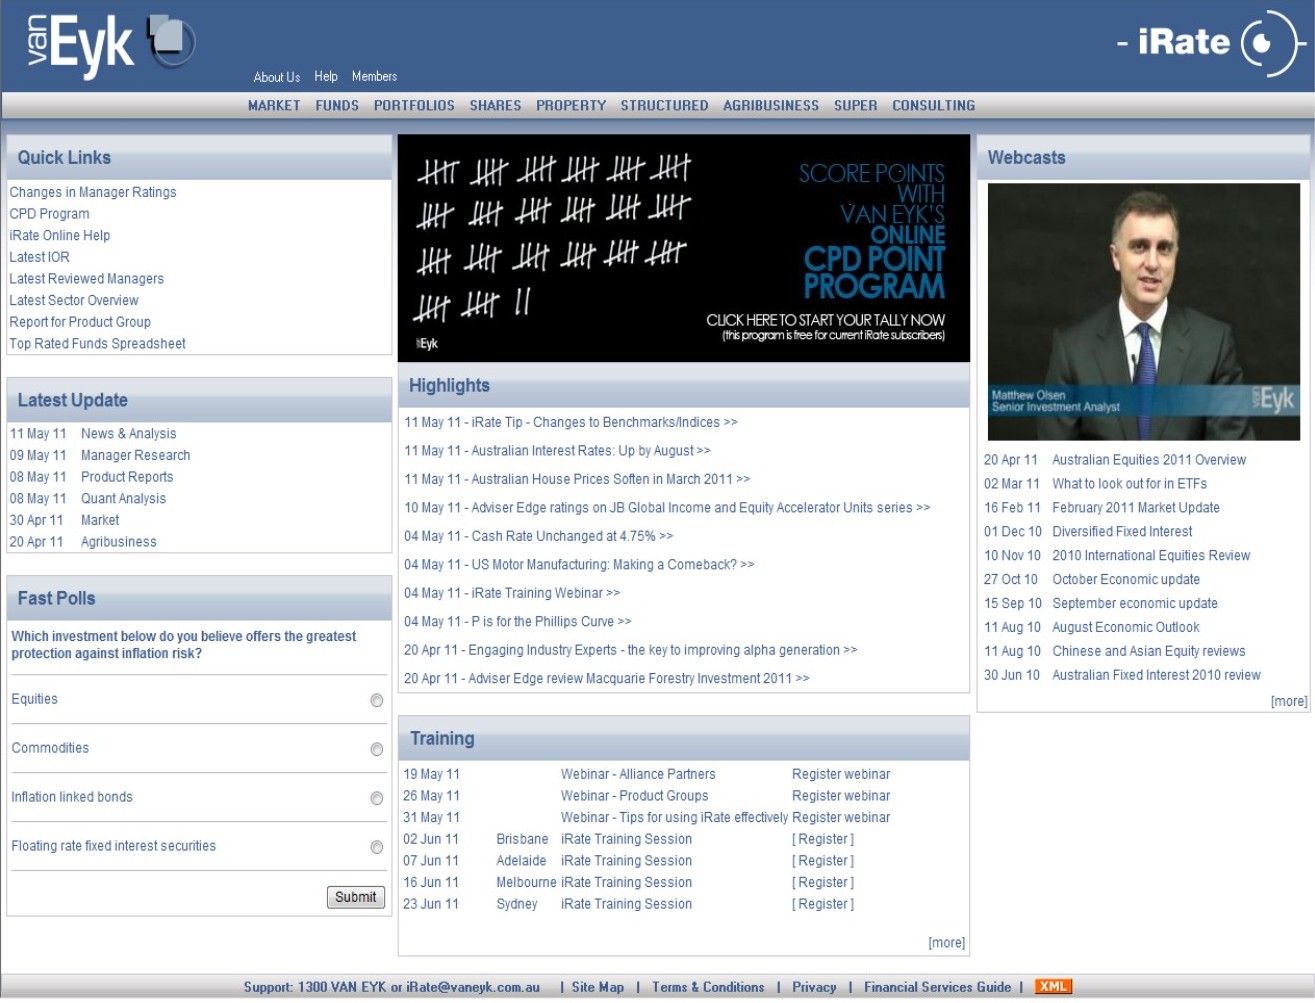 van Eyk
- iRate
About Us Help Members
MARKET FUNDS PORTFOLIOS SHARES PROPERTY STRUCTURED AGRIBUSINESS SUPER CONSULTING
Quick Links
Changes in Manager Ratings
CPD Program
iRate Online Help
Latest IOR
Latest Reviewed Managers
Latest Sector Overview
Report for Product Group
Top Rated Funds Spreadsheet
Latest Update
11 May 11 News & Analysis
09 May 11 Manager Research
08 May 11 Product Reports
08 May 11 Quant Analysis
30 Apr 11 Market
20 Apr 11 Agribusiness
Fast Polls
Which investment below do you believe offers the greatest
protection against inflation risk?
Equities
Commodities
Inflation linked bonds
Floating rate fixed interest securities
Submit
SCORE POINTS
WITH
VAN EYK'S
ONLINE
CPD POINT
PROGRAM
CLICK HERE TO START YOUR TALLY NOW
(this program is free for current iRate subscribers)
van Eyk
Highlights
11 May 11 - iRate Tip - Changes to Benchmarks/Indices >>
11 May 11 - Australian Interest Rates: Up by August >>
11 May 11 - Australian House Prices Soften in March 2011 >>
10 May 11 - Adviser Edge ratings on JB Global Income and Equity Accelerator Units series >>
04 May 11 - Cash Rate Unchanged at 4.75% >>
04 May 11 - US Motor Manufacturing: Making a Comeback? >>
04 May 11 - iRate Training Webinar >>
04 May 11 - P is for the Phillips Curve >>
20 Apr 11 - Engaging Industry Experts - the key to improving alpha generation >>
20 Apr 11 - Adviser Edge review Macquarie Forestry Investment 2011 >>
Training
19 May 11 Webinar - Alliance Partners Register webinar
26 May 11 Webinar - Product Groups Register webinar
31 May 11 Webinar - Tips for using iRate effectively Register webinar
02 Jun 11 Brisbane iRate Training Session [ Register ]
07 Jun 11 Adelaide iRate Training Session [ Register ]
16 Jun 11 Melbourne iRate Training Session [ Register ]
23 Jun 11 Sydney iRate Training Session [ Register ]
[more]
Webcasts
Matthew Olsen
Senior Investment Analyst
van Eyk
20 Apr 11 Australian Equities 2011 Overview
02 Mar 11 What to look out for in ETFs
16 Feb 11 February 2011 Market Update
01 Dec 10 Diversified Fixed Interest
10 Nov 10 2010 International Equities Review
27 Oct 10 October Economic update
15 Sep 10 September economic update
11 Aug 10 August Economic Outlook
11 Aug 10 Chinese and Asian Equity reviews
30 Jun 10 Australian Fixed Interest 2010 review
[more]
Support: 1300 VAN EYK or iRate@vaneyk.com.au | Site Map | Terms & Conditions | Privacy | Financial Services Guide | XML